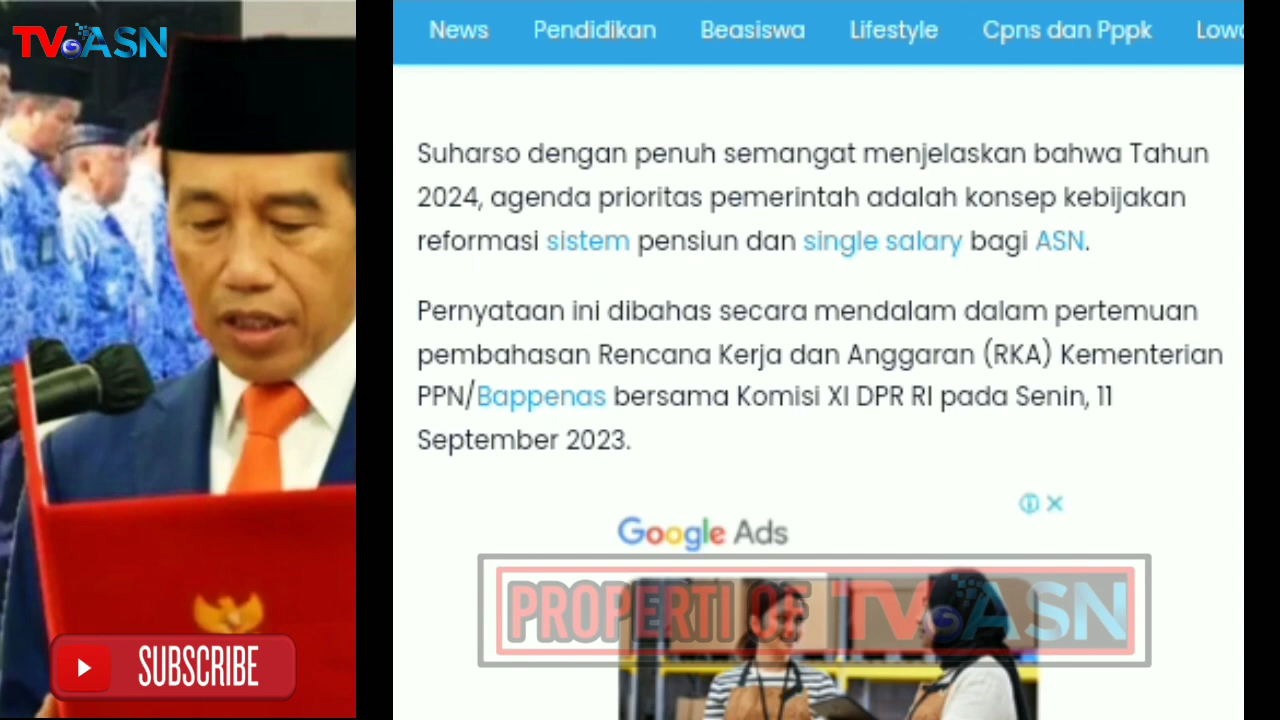 TVGASN
News Pendidikan Beasiswa Lifestyle Cpns dan Pppk Lowo
Suharso dengan penuh semangat menjelaskan bahwa Tahun
2024, agenda prioritas pemerintah adalah konsep kebijakan
reformasi sistem pensiun dan single salary bagi ASN.
Pernyataan ini dibahas secara mendalam dalam pertemuan
pembahasan Rencana Kerja dan Anggaran (RKA) Kementerian
PPN/Bappenas bersama Komisi XI DPR RI pada Senin, 11
September 2023.
Google Ads
PROPERTI OF TVGASN
SUBSCRIBE